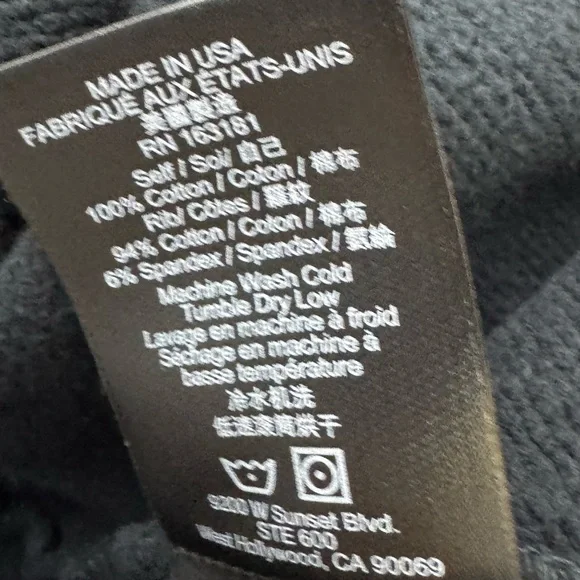 MADE IN USA
FABRIQUE AUX ÉTATS-UNIS
美國製造
RN 163161
Self / Soi / 自己
100% Cotton / Coton / 棉布
Rib / Côtes / 羅紋
94% Cotton / Coton / 棉布
6% Spandex / Spandex / 氨綸
Machine Wash Cold
Tumble Dry Low
Lavage en machine à froid
Séchage en machine à
basse température
冷水机洗
低速滚筒烘干
9200 W Sunset Blvd.
STE 600
West Hollywood, CA 90069